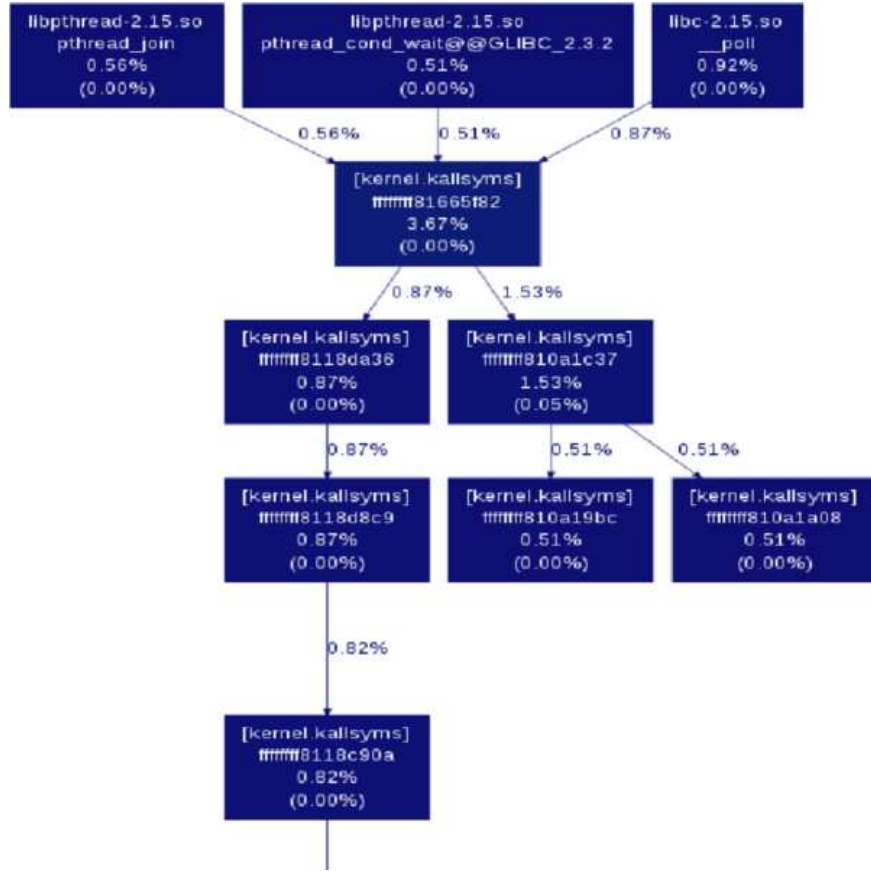 libpthread-2.15.so
pthread_join
0.56%
(0.00%)
libpthread-2.15.so
pthread_cond_wait@@GLIBC_2.3.2
0.51%
(0.00%)
libc-2.15.so
__poll
0.92%
(0.00%)
0.56%
0.51%
0.87%
[kernel.kallsyms]
ffffffff81665f82
3.67%
(0.00%)
0.87%
1.53%
[kernel.kallsyms]
ffffffff8118da36
0.87%
(0.00%)
[kernel.kallsyms]
ffffffff810a1c37
1.53%
(0.05%)
0.87%
0.51%
0.51%
[kernel.kallsyms]
ffffffff8118d8c9
0.87%
(0.00%)
[kernel.kallsyms]
ffffffff810a19bc
0.51%
(0.00%)
[kernel.kallsyms]
ffffffff810a1a08
0.51%
(0.00%)
0.82%
[kernel.kallsyms]
ffffffff8118c90a
0.82%
(0.00%)